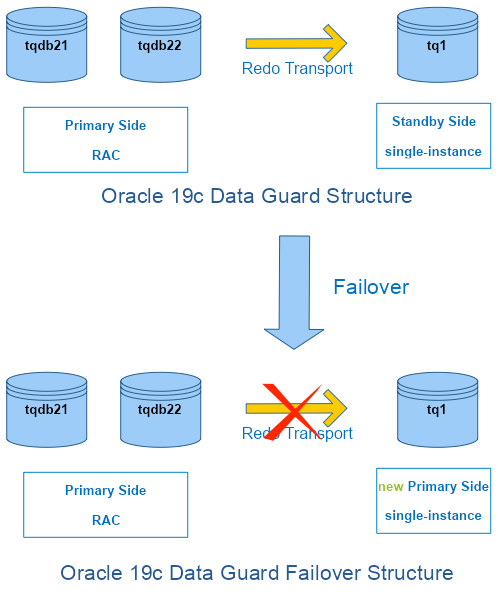 tqdb21
tqdb22
tq1
Redo Transport
Primary Side
RAC
Standby Side
single-instance
Oracle 19c Data Guard Structure
Failover
tqdb21
tqdb22
tq1
Redo Transport
Primary Side
RAC
new Primary Side
single-instance
Oracle 19c Data Guard Failover Structure